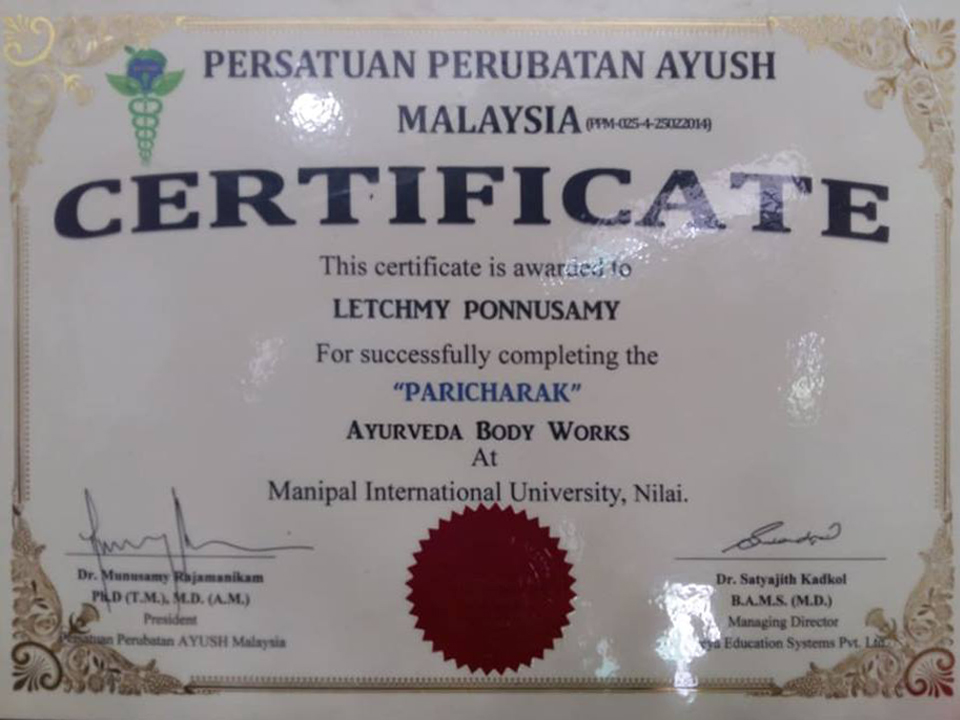 PERSATUAN PERUBATAN AYUSH
MALAYSIA (PPM-025-4-25022014)
CERTIFICATE
This certificate is awarded to
LETCHMY PONNUSAMY
For successfully completing the
"PARICHARAK"
AYURVEDA BODY WORKS
At
Manipal International University, Nilai.
Dr. Munusamy Rajamanikam
Ph.D (T.M.), M.D. (A.M.)
President
Persatuan Perubatan AYUSH Malaysia
Dr. Satyajith Kadkol
B.A.M.S. (M.D.)
Managing Director
Education Systems Pvt. Ltd.